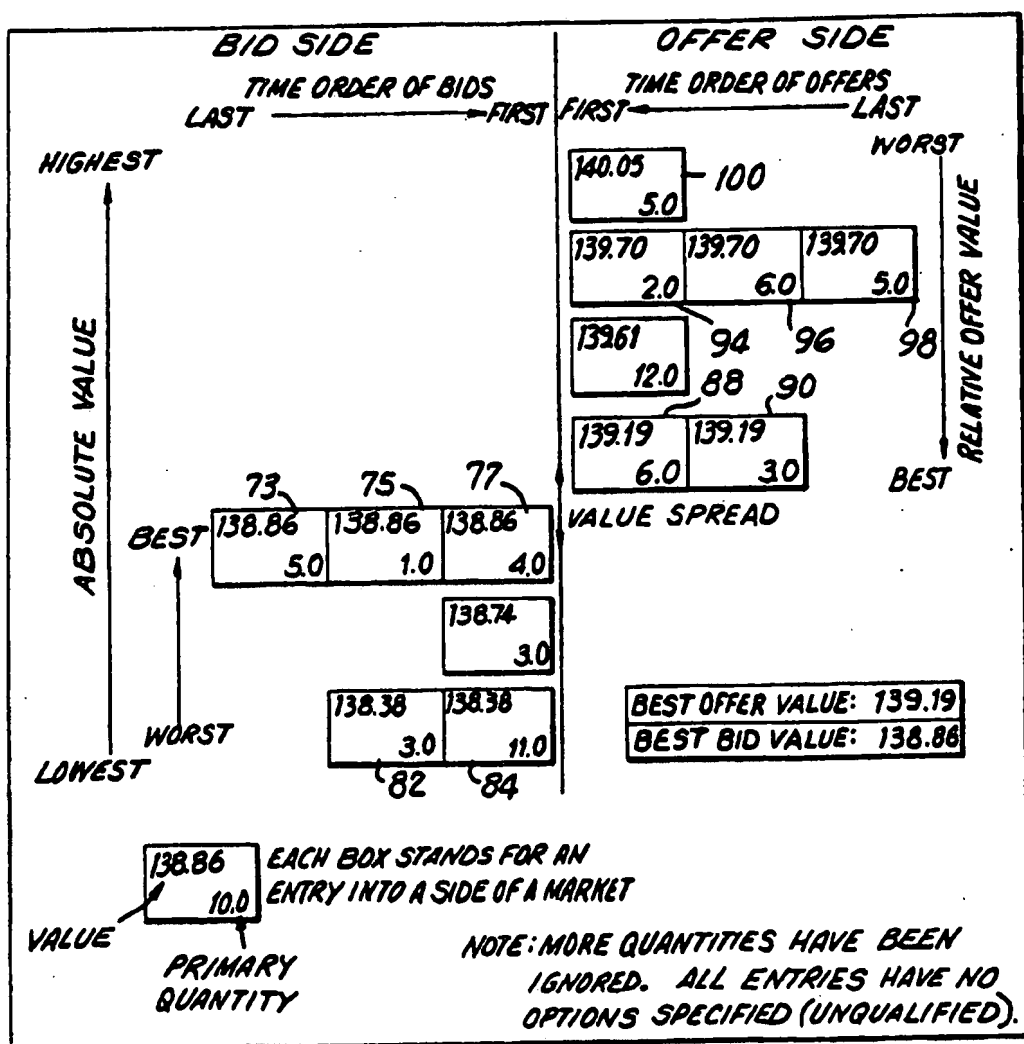 BID SIDE
OFFER SIDE
TIME ORDER OF BIDS
LAST FIRST
TIME ORDER OF OFFERS
FIRST LAST
HIGHEST
ABSOLUTE VALUE
LOWEST
WORST
RELATIVE OFFER VALUE
BEST
140.05
5.0
100
139.70 139.70 139.70
2.0 6.0 5.0
94 96 98
139.61
12.0
88 90
139.19 139.19
6.0 3.0
VALUE SPREAD
73 75 77
BEST
138.86 138.86 138.86
5.0 1.0 4.0
138.74
3.0
WORST
138.38 138.38
3.0 11.0
82 84
BEST OFFER VALUE: 139.19
BEST BID VALUE: 138.86
138.86
10.0
VALUE
PRIMARY
QUANTITY
EACH BOX STANDS FOR AN
ENTRY INTO A SIDE OF A MARKET
NOTE: MORE QUANTITIES HAVE BEEN
IGNORED. ALL ENTRIES HAVE NO
OPTIONS SPECIFIED (UNQUALIFIED).